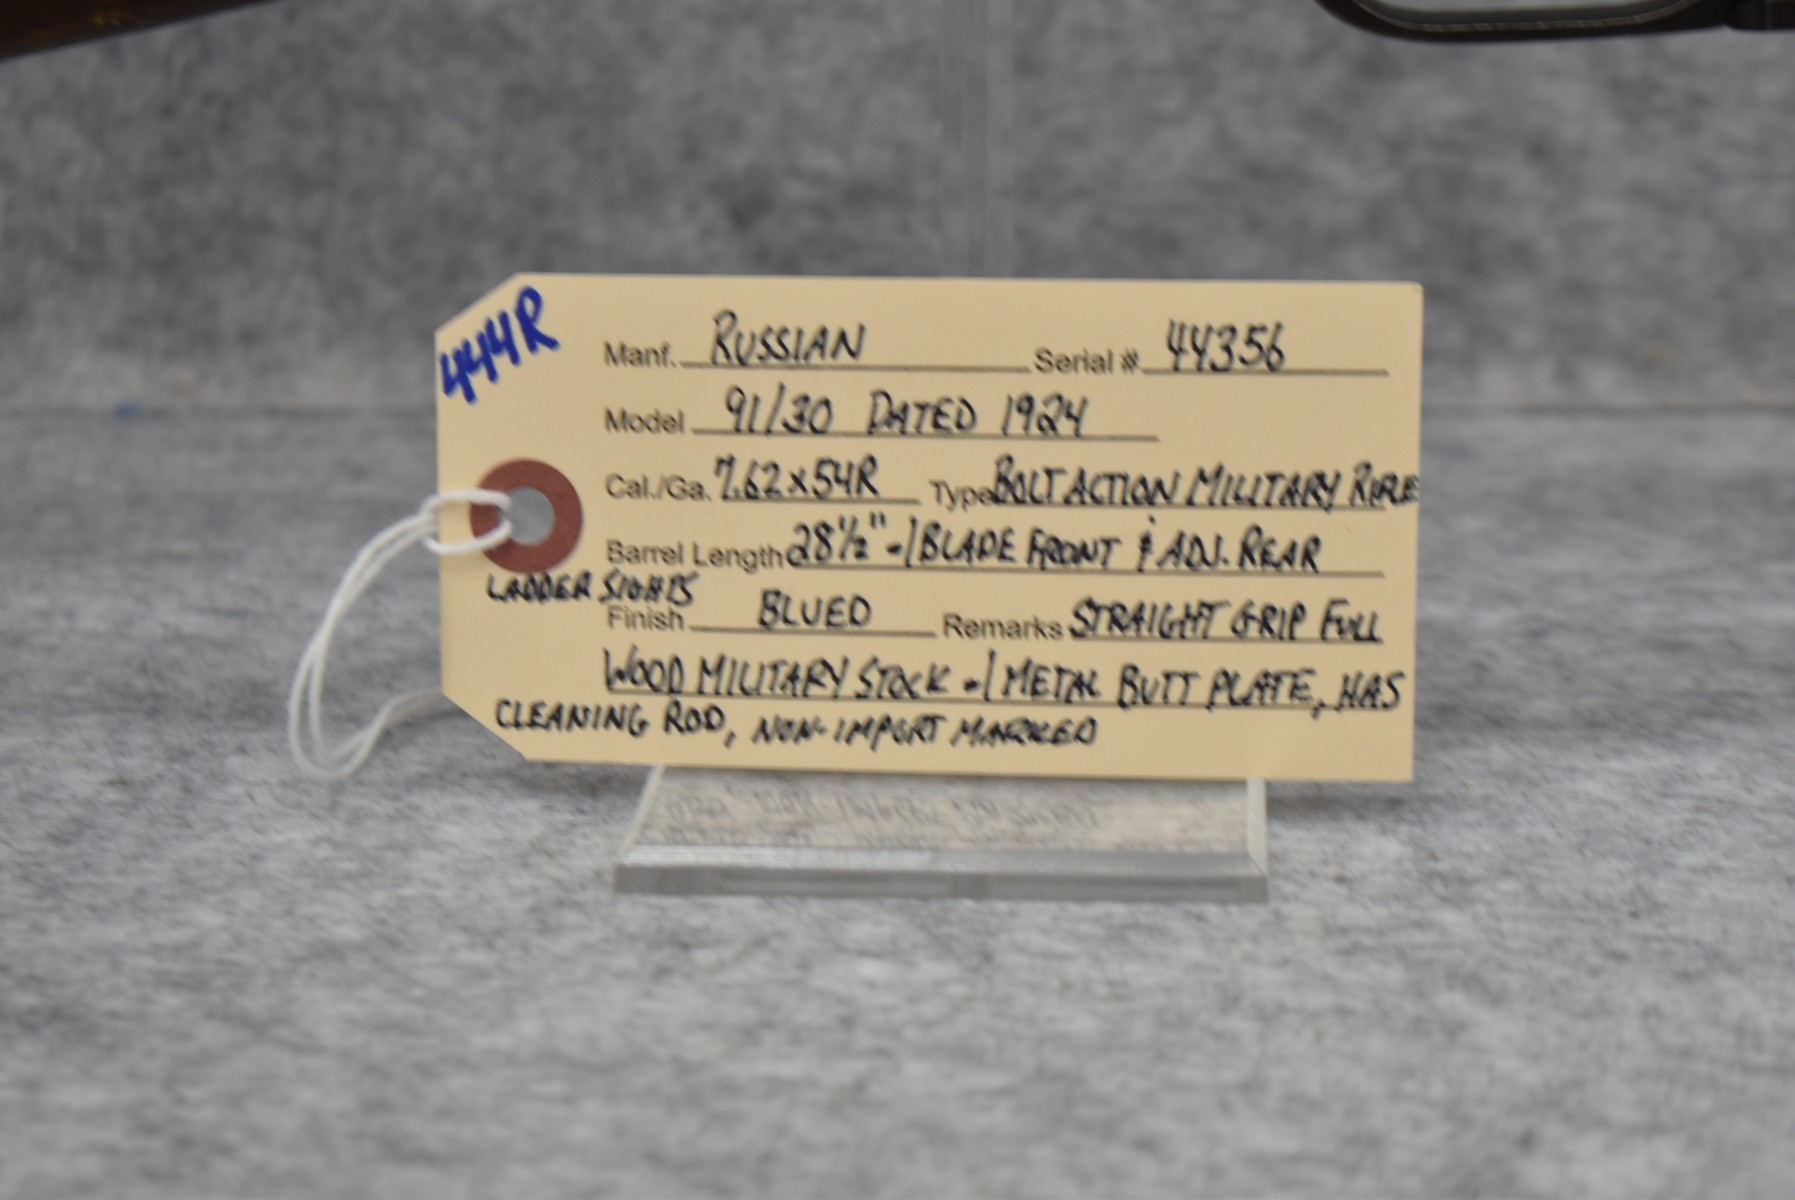 444R
Manf. RUSSIAN Serial # 44356
Model 91/30 DATED 1924
Cal./Ga. 7.62x54R Type BOLT ACTION MILITARY RIFLE
Barrel Length 28 1/2" w/ BLADE FRONT & ADJ. REAR
LADDER SIGHTS
Finish BLUED Remarks STRAIGHT GRIP FULL
WOOD MILITARY STOCK w/ METAL BUTT PLATE, HAS
CLEANING ROD, NON-IMPORT MARKED